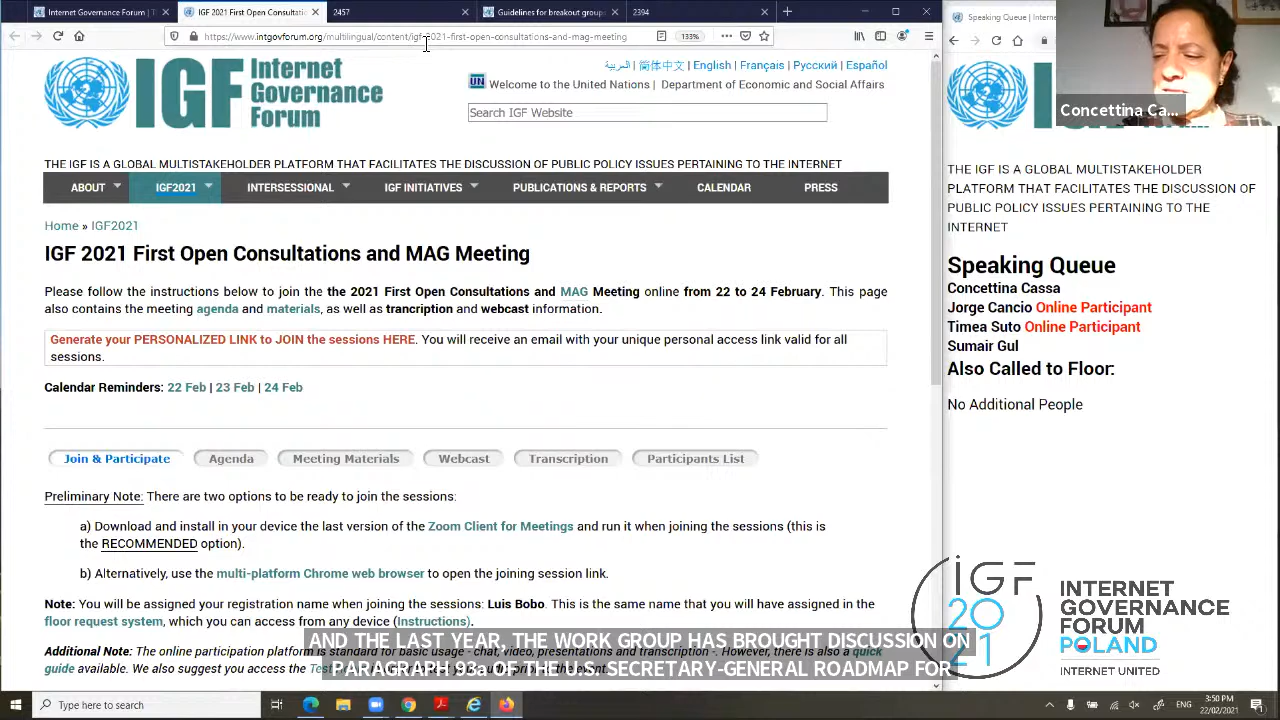 Internet Governance Forum | T
IGF 2021 First Open Consultatio
2457
Guidelines for breakout groups
2394
https://www.intgovforum.org/multilingual/content/igf-2021-first-open-consultations-and-mag-meeting
133%
IGF Internet Governance Forum
العربية | 简体中文 | English | Français | Русский | Español
UN Welcome to the United Nations | Department of Economic and Social Affairs
Search IGF Website
THE IGF IS A GLOBAL MULTISTAKEHOLDER PLATFORM THAT FACILITATES THE DISCUSSION OF PUBLIC POLICY ISSUES PERTAINING TO THE INTERNET
ABOUT IGF2021 INTERSESSIONAL IGF INITIATIVES PUBLICATIONS & REPORTS CALENDAR PRESS
Home » IGF2021
IGF 2021 First Open Consultations and MAG Meeting
Please follow the instructions below to join the the 2021 First Open Consultations and MAG Meeting online from 22 to 24 February. This page
also contains the meeting agenda and materials, as well as trancription and webcast information.
Generate your PERSONALIZED LINK to JOIN the sessions HERE. You will receive an email with your unique personal access link valid for all
sessions.
Calendar Reminders: 22 Feb | 23 Feb | 24 Feb
Join & Participate Agenda Meeting Materials Webcast Transcription Participants List
Preliminary Note: There are two options to be ready to join the sessions:
a) Download and install in your device the last version of the Zoom Client for Meetings and run it when joining the sessions (this is
the RECOMMENDED option).
b) Alternatively, use the multi-platform Chrome web browser to open the joining session link.
Note: You will be assigned your registration name when joining the sessions: Luis Bobo. This is the same name that you will have assigned in the
floor request system, which you can access from any device (Instructions).
Additional Note: The online participation platform is standard for basic usage - chat, video, presentations and transcription - However, there is also a quick
guide available. We also suggest you access the Test
AND THE LAST YEAR, THE WORK GROUP HAS BROUGHT DISCUSSION ON
PARAGRAPH 93a OF THE U.S. SECRETARY-GENERAL ROADMAP FOR
Speaking Queue | Interne
Concettina Ca...
THE IGF IS A GLOBAL MULTISTAKEHOLDER
PLATFORM THAT FACILITATES THE DISCUSSION OF
PUBLIC POLICY ISSUES PERTAINING TO THE
INTERNET
Speaking Queue
Concettina Cassa
Jorge Cancio Online Participant
Timea Suto Online Participant
Sumair Gul
Also Called to Floor:
No Additional People
IGF
2021
INTERNET
GOVERNANCE
FORUM
POLAND
INTERNET UNITED
Type here to search
ENG
3:50 PM
22/02/2021